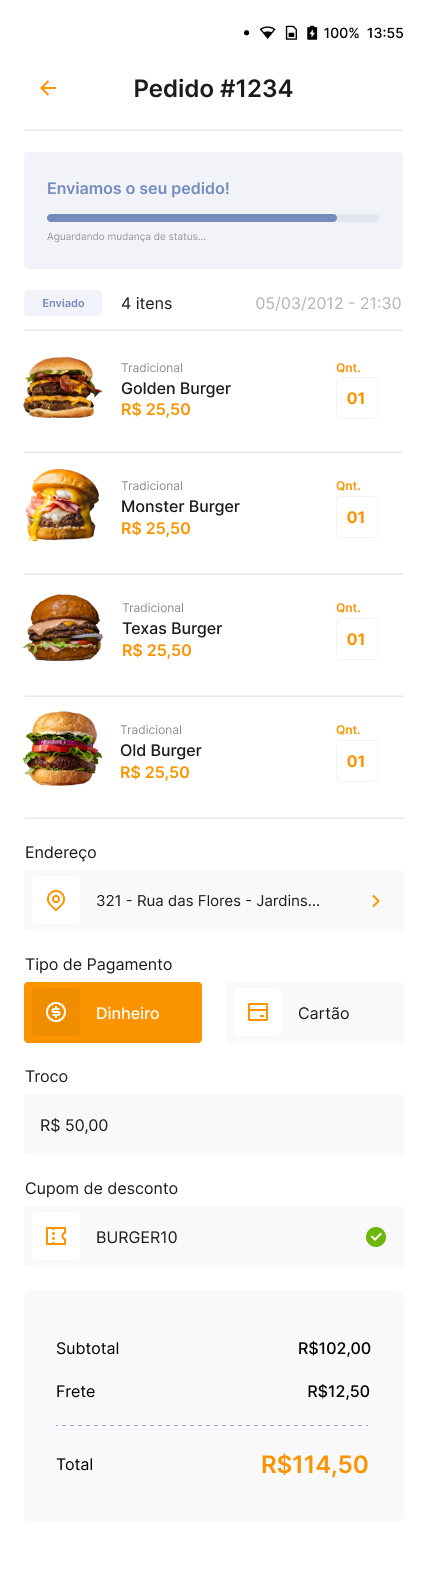 100% 13:55
Pedido #1234
Enviamos o seu pedido!
Aguardando mudança de status...
Enviado 4 itens 05/03/2012 - 21:30
Tradicional Qnt.
Golden Burger 01
R$ 25,50
Tradicional Qnt.
Monster Burger 01
R$ 25,50
Tradicional Qnt.
Texas Burger 01
R$ 25,50
Tradicional Qnt.
Old Burger 01
R$ 25,50
Endereço
321 - Rua das Flores - Jardins...
Tipo de Pagamento
Dinheiro Cartão
Troco
R$ 50,00
Cupom de desconto
BURGER10
Subtotal R$102,00
Frete R$12,50
Total R$114,50